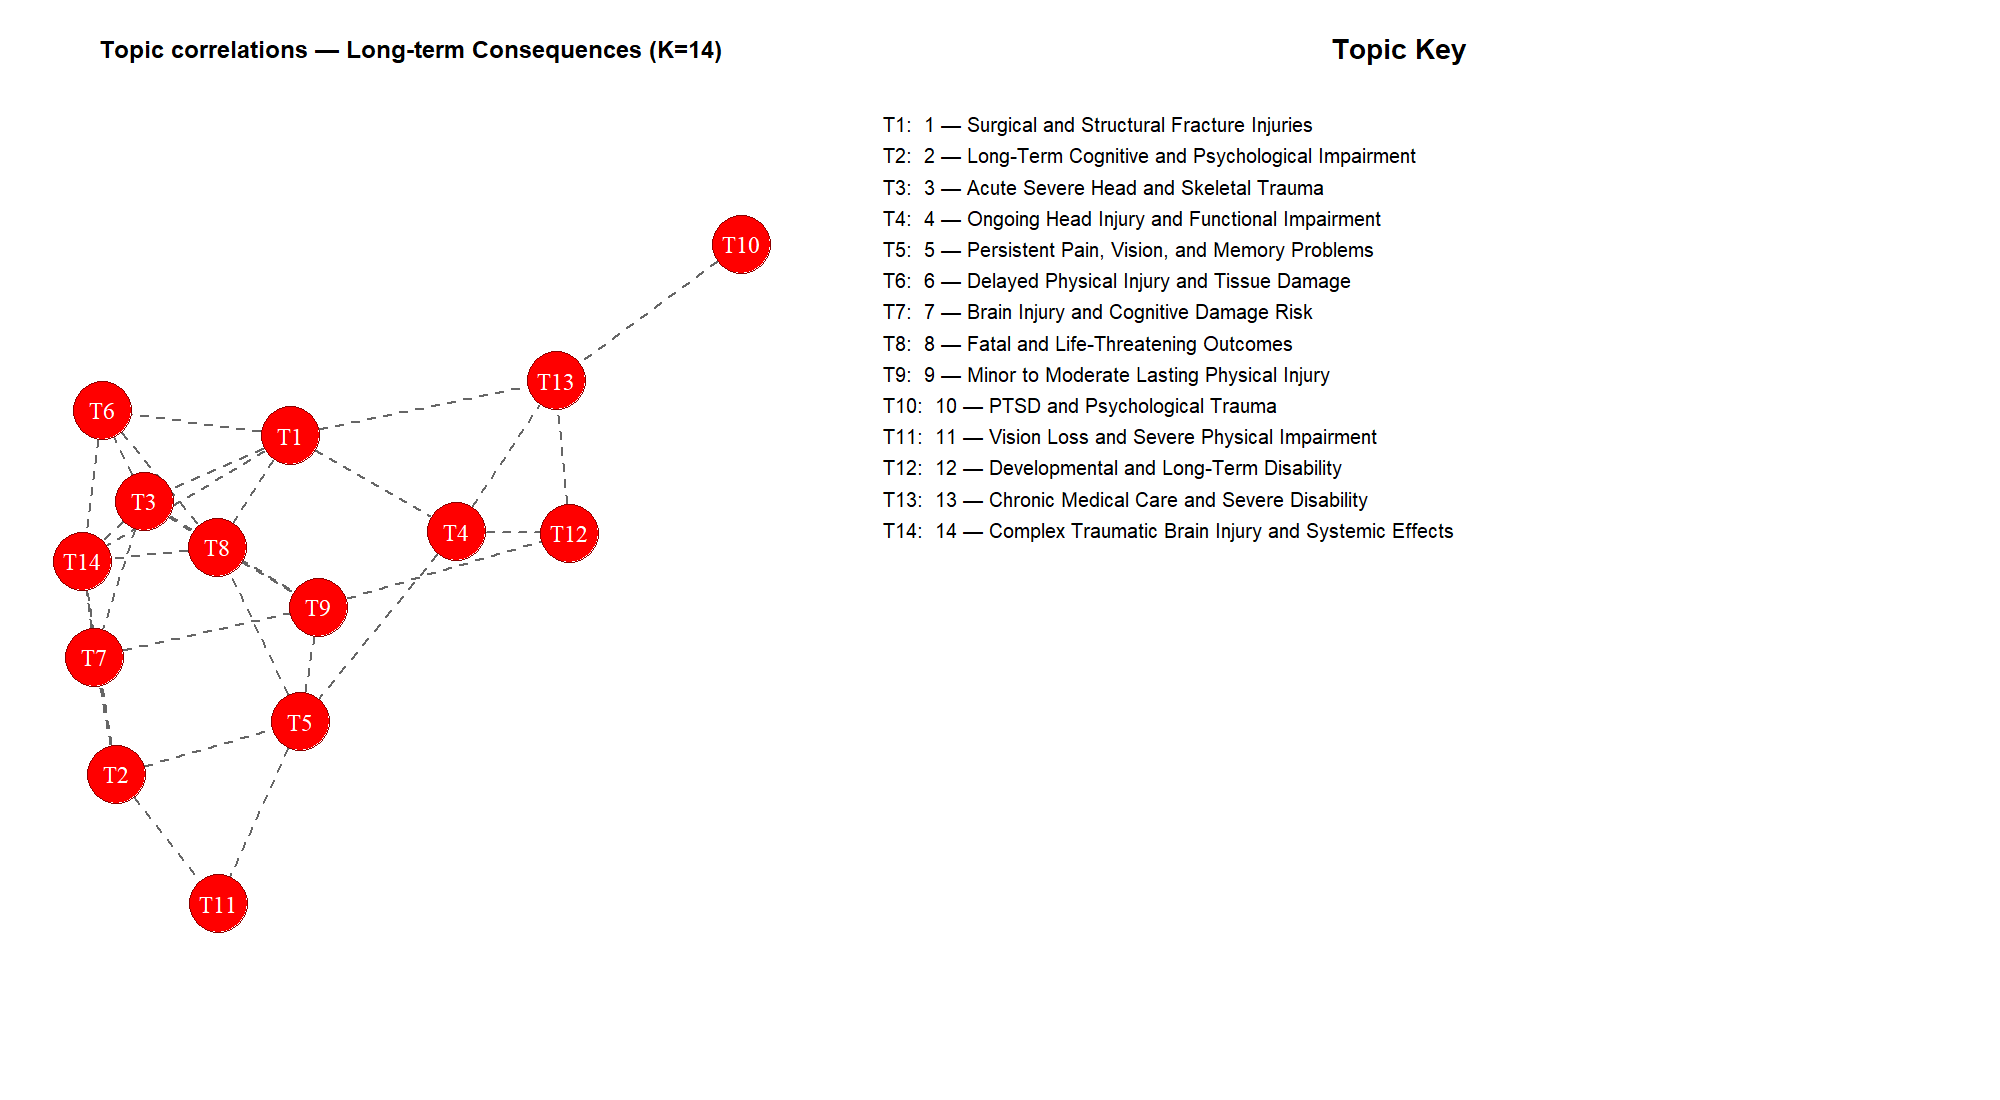 Topic correlations — Long-term Consequences (K=14)
T10
T13
T6
T1
T3
T4
T12
T8
T14
T9
T7
T5
T2
T11
Topic Key
T1: 1 — Surgical and Structural Fracture Injuries
T2: 2 — Long-Term Cognitive and Psychological Impairment
T3: 3 — Acute Severe Head and Skeletal Trauma
T4: 4 — Ongoing Head Injury and Functional Impairment
T5: 5 — Persistent Pain, Vision, and Memory Problems
T6: 6 — Delayed Physical Injury and Tissue Damage
T7: 7 — Brain Injury and Cognitive Damage Risk
T8: 8 — Fatal and Life-Threatening Outcomes
T9: 9 — Minor to Moderate Lasting Physical Injury
T10: 10 — PTSD and Psychological Trauma
T11: 11 — Vision Loss and Severe Physical Impairment
T12: 12 — Developmental and Long-Term Disability
T13: 13 — Chronic Medical Care and Severe Disability
T14: 14 — Complex Traumatic Brain Injury and Systemic Effects